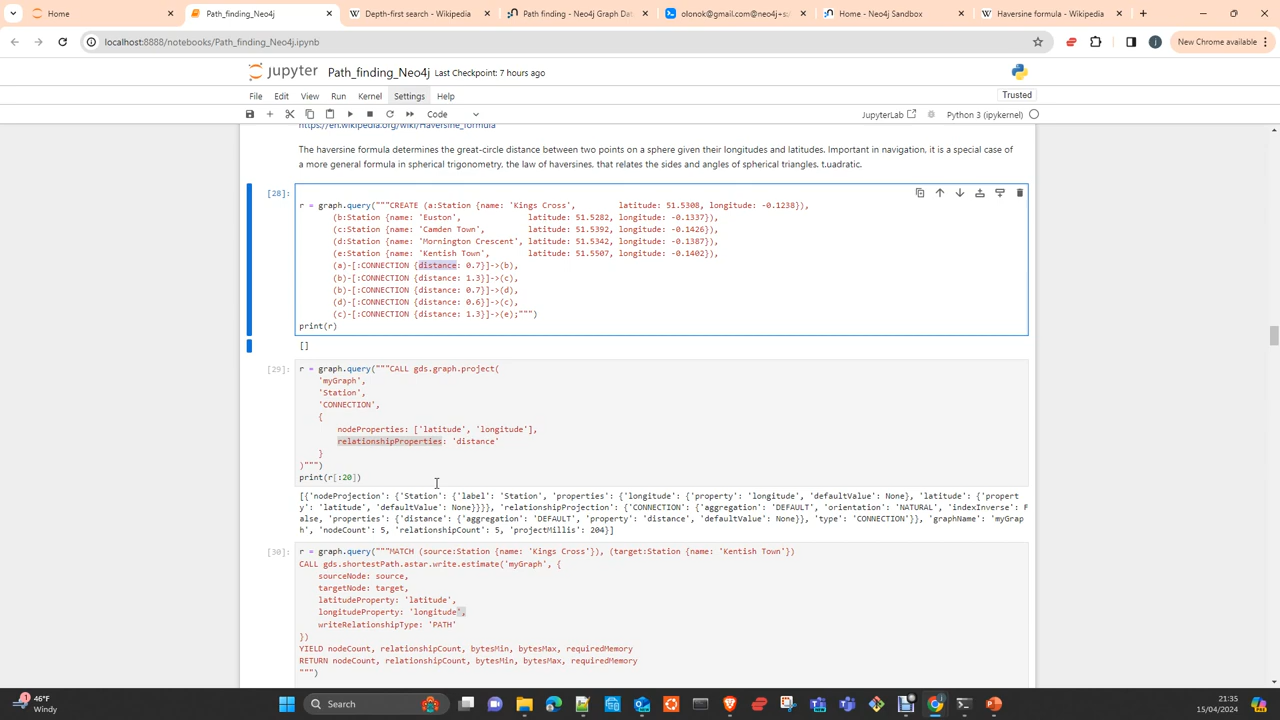 Home
Path_finding_Neo4j
Depth-first search - Wikipedia
Path finding - Neo4j Graph Dat
olonok@gmail.com@neo4j+s
Home - Neo4j Sandbox
Haversine formula - Wikipedia
localhost:8888/notebooks/Path_finding_Neo4j.ipynb
New Chrome available
jupyter Path_finding_Neo4j Last Checkpoint: 7 hours ago
File Edit View Run Kernel Settings Help
Trusted
Code
JupyterLab
Python 3 (ipykernel)
https://en.wikipedia.org/wiki/Haversine_formula
The haversine formula determines the great-circle distance between two points on a sphere given their longitudes and latitudes. Important in navigation, it is a special case of
a more general formula in spherical trigonometry, the law of haversines, that relates the sides and angles of spherical triangles. t.uadratic.
[28]:
r = graph.query("""CREATE (a:Station {name: 'Kings Cross', latitude: 51.5308, longitude: -0.1238}),
(b:Station {name: 'Euston', latitude: 51.5282, longitude: -0.1337}),
(c:Station {name: 'Camden Town', latitude: 51.5392, longitude: -0.1426}),
(d:Station {name: 'Mornington Crescent', latitude: 51.5342, longitude: -0.1387}),
(e:Station {name: 'Kentish Town', latitude: 51.5507, longitude: -0.1402}),
(a)-[:CONNECTION {distance: 0.7}]->(b),
(b)-[:CONNECTION {distance: 1.3}]->(c),
(b)-[:CONNECTION {distance: 0.7}]->(d),
(d)-[:CONNECTION {distance: 0.6}]->(c),
(c)-[:CONNECTION {distance: 1.3}]->(e);""")
print(r)
[]
[29]:
r = graph.query("""CALL gds.graph.project(
'myGraph',
'Station',
'CONNECTION',
{
nodeProperties: ['latitude', 'longitude'],
relationshipProperties: 'distance'
}
)""")
print(r[:20])
[{'nodeProjection': {'Station': {'label': 'Station', 'properties': {'longitude': {'property': 'longitude', 'defaultValue': None}, 'latitude': {'propert
y': 'latitude', 'defaultValue': None}}}}, 'relationshipProjection': {'CONNECTION': {'aggregation': 'DEFAULT', 'orientation': 'NATURAL', 'indexInverse': F
alse, 'properties': {'distance': {'aggregation': 'DEFAULT', 'property': 'distance', 'defaultValue': None}}, 'type': 'CONNECTION'}}, 'graphName': 'myGrap
h', 'nodeCount': 5, 'relationshipCount': 5, 'projectMillis': 204}]
[30]:
r = graph.query("""MATCH (source:Station {name: 'Kings Cross'}), (target:Station {name: 'Kentish Town'})
CALL gds.shortestPath.astar.write.estimate('myGraph', {
sourceNode: source,
targetNode: target,
latitudeProperty: 'latitude',
longitudeProperty: 'longitude',
writeRelationshipType: 'PATH'
})
YIELD nodeCount, relationshipCount, bytesMin, bytesMax, requiredMemory
RETURN nodeCount, relationshipCount, bytesMin, bytesMax, requiredMemory
""")
46°F
Windy
Search
21:35
15/04/2024